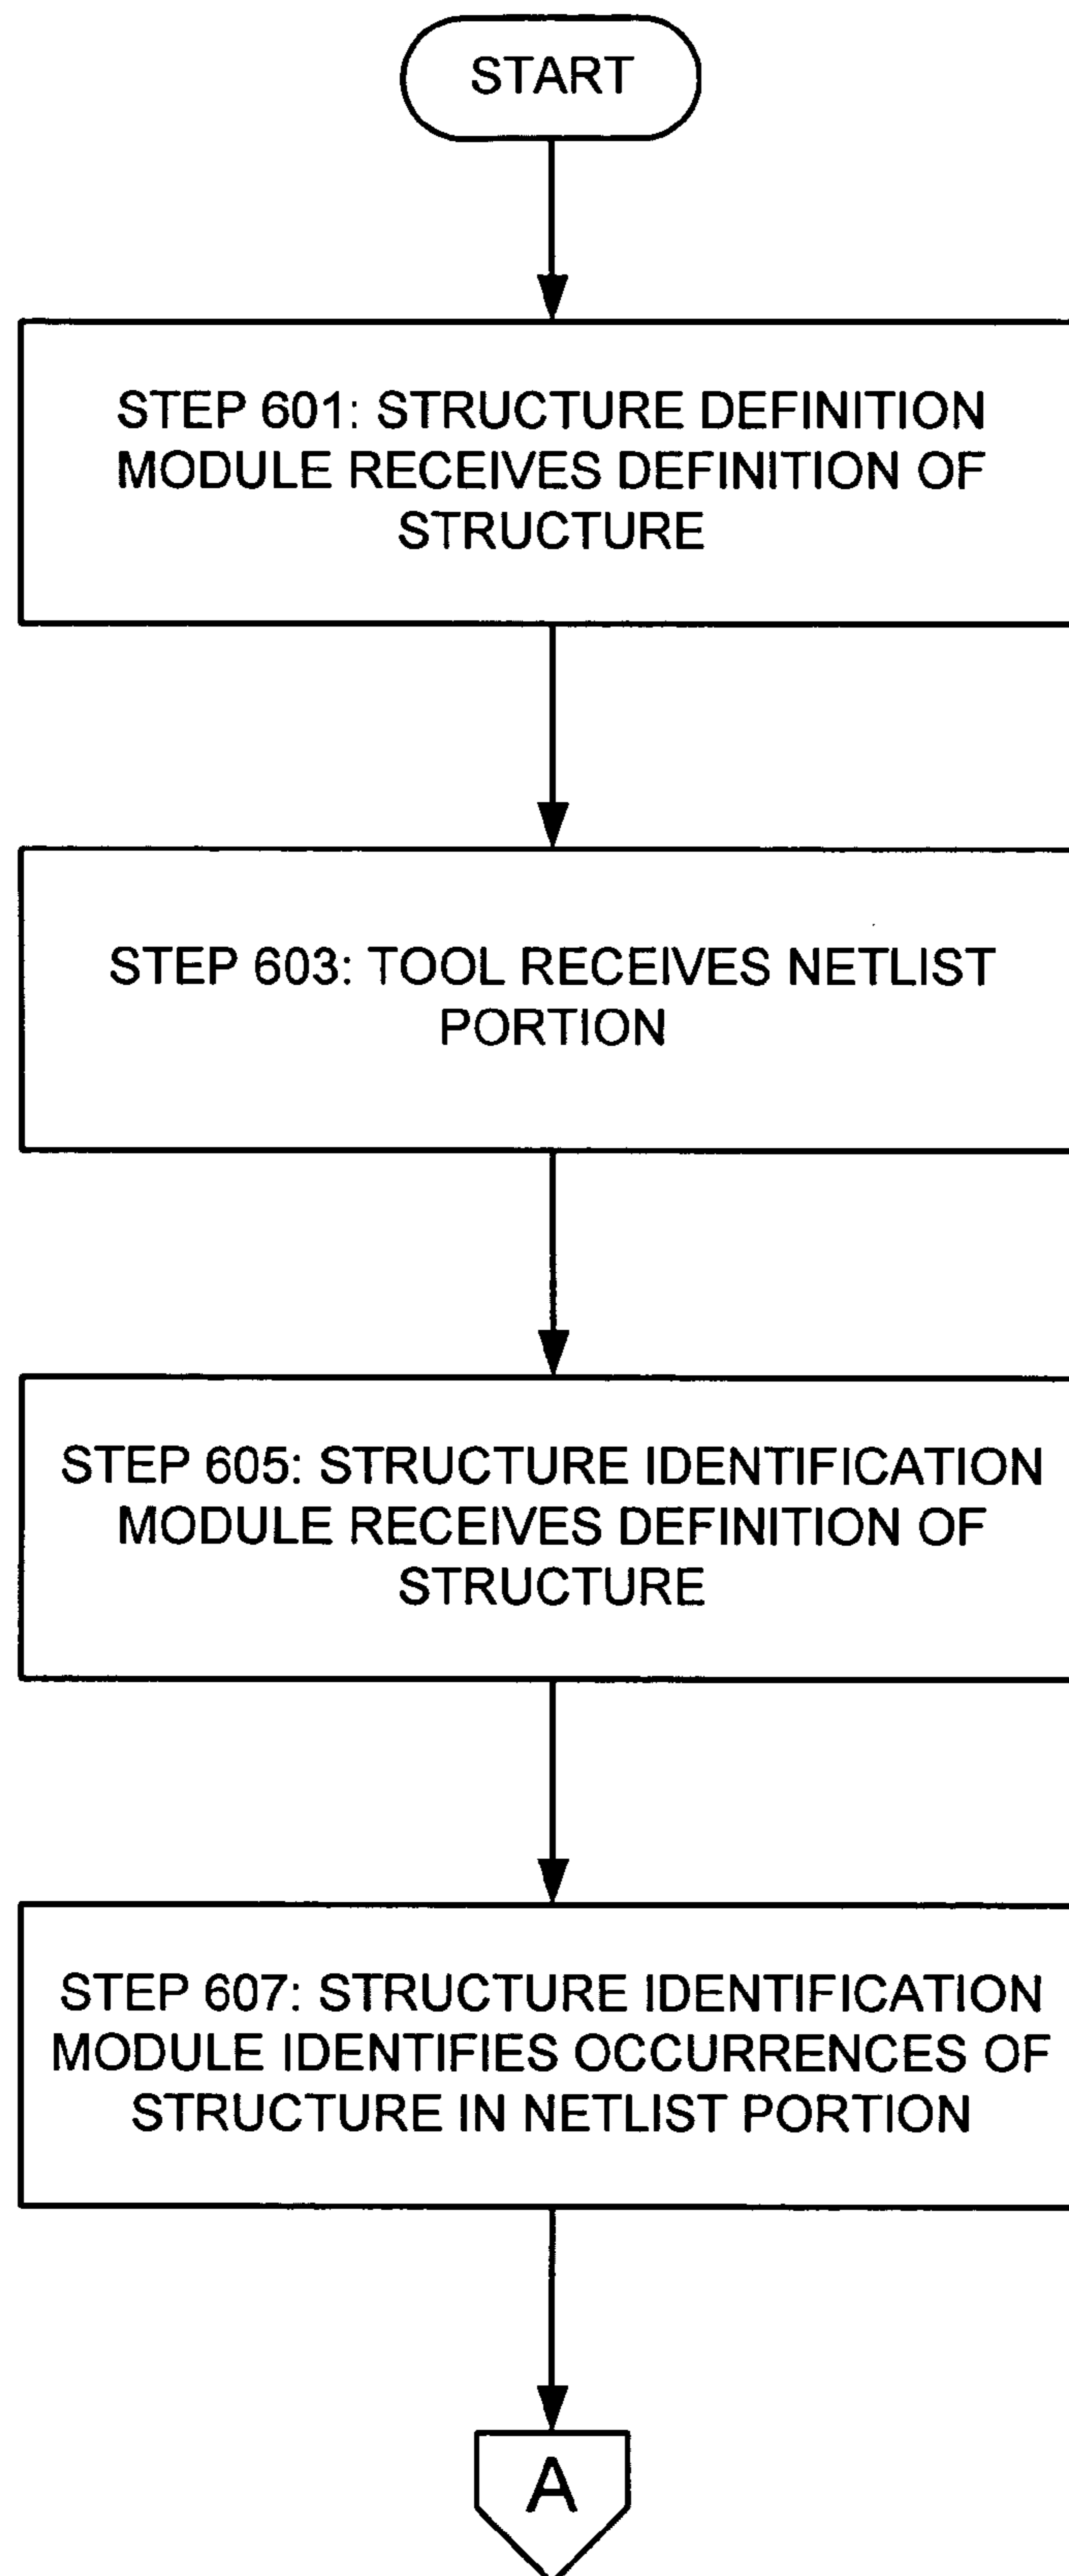 START
STEP 601: STRUCTURE DEFINITION
MODULE RECEIVES DEFINITION OF
STRUCTURE
STEP 603: TOOL RECEIVES NETLIST
PORTION
STEP 605: STRUCTURE IDENTIFICATION
MODULE RECEIVES DEFINITION OF
STRUCTURE
STEP 607: STRUCTURE IDENTIFICATION
MODULE IDENTIFIES OCCURRENCES OF
STRUCTURE IN NETLIST PORTION
A